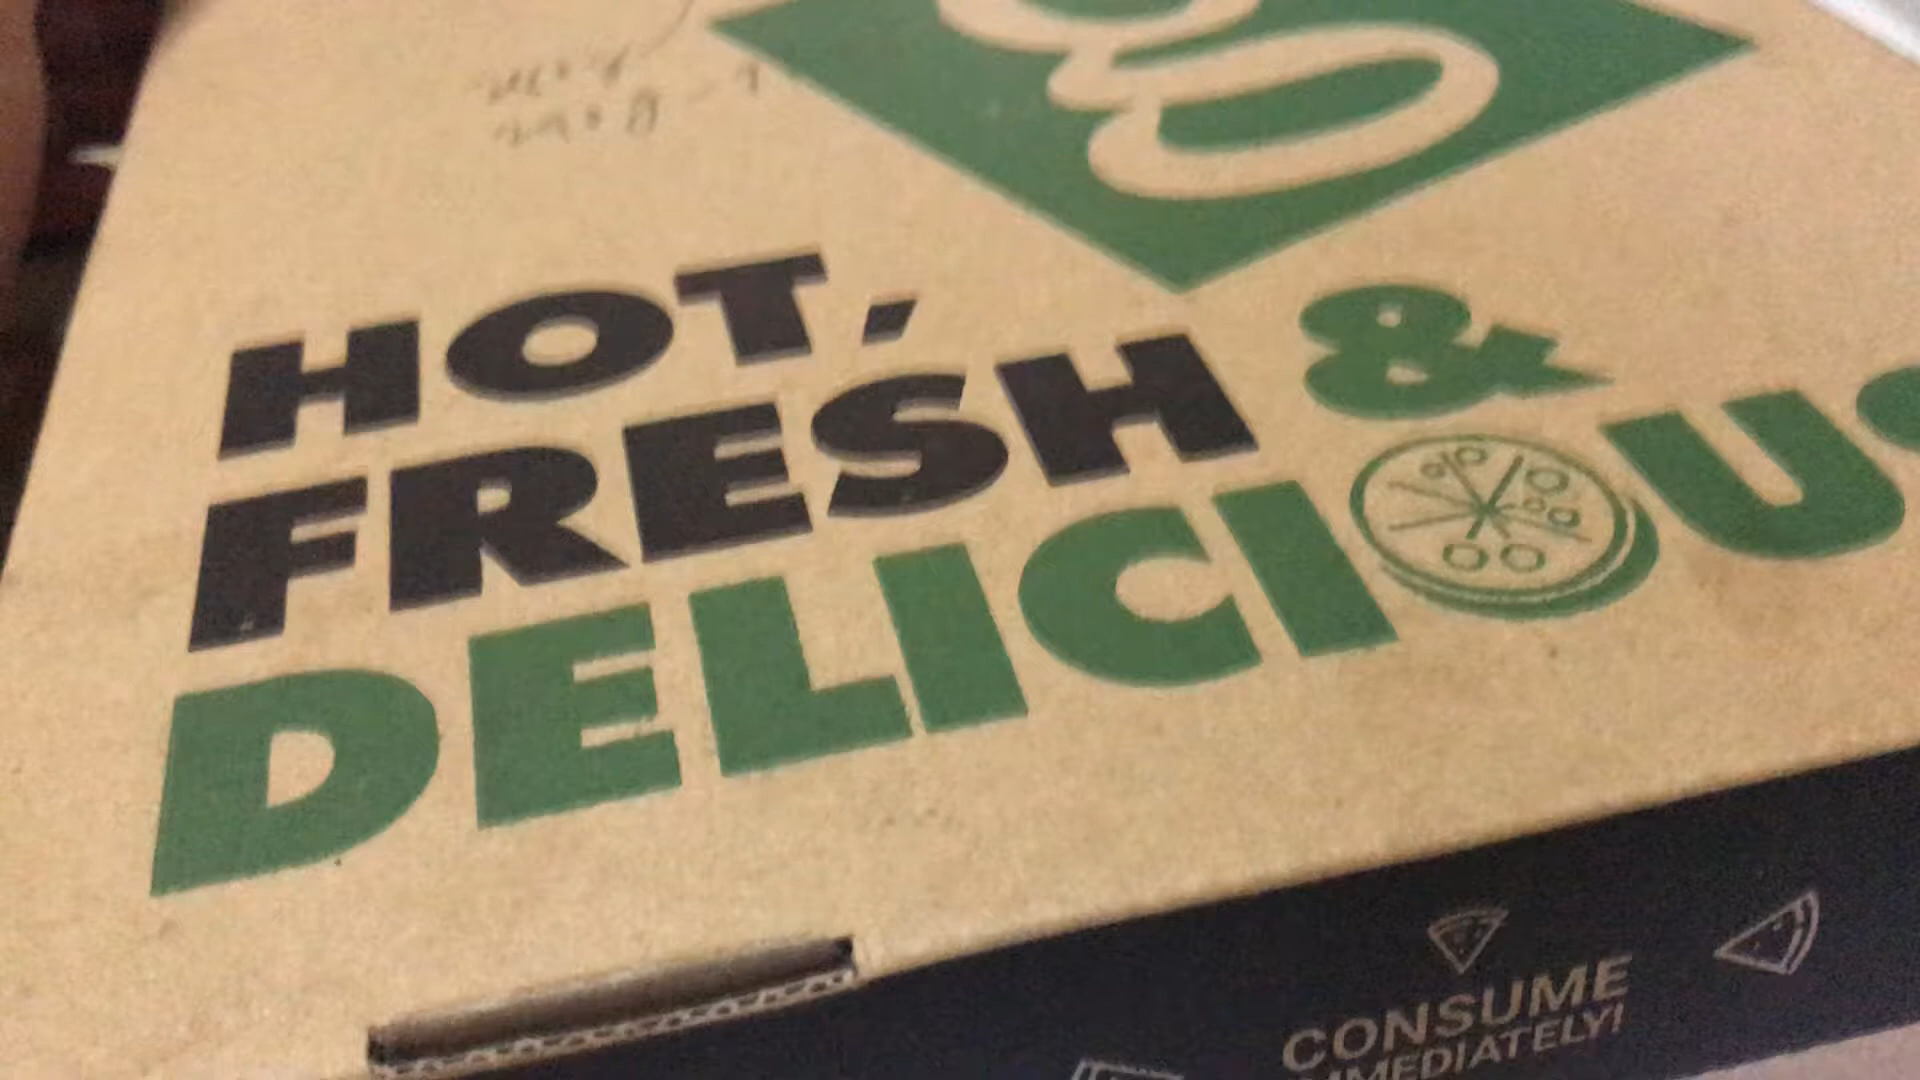 HOT,
FRESH &
DELICIOUS
CONSUME
IMMEDIATELY!